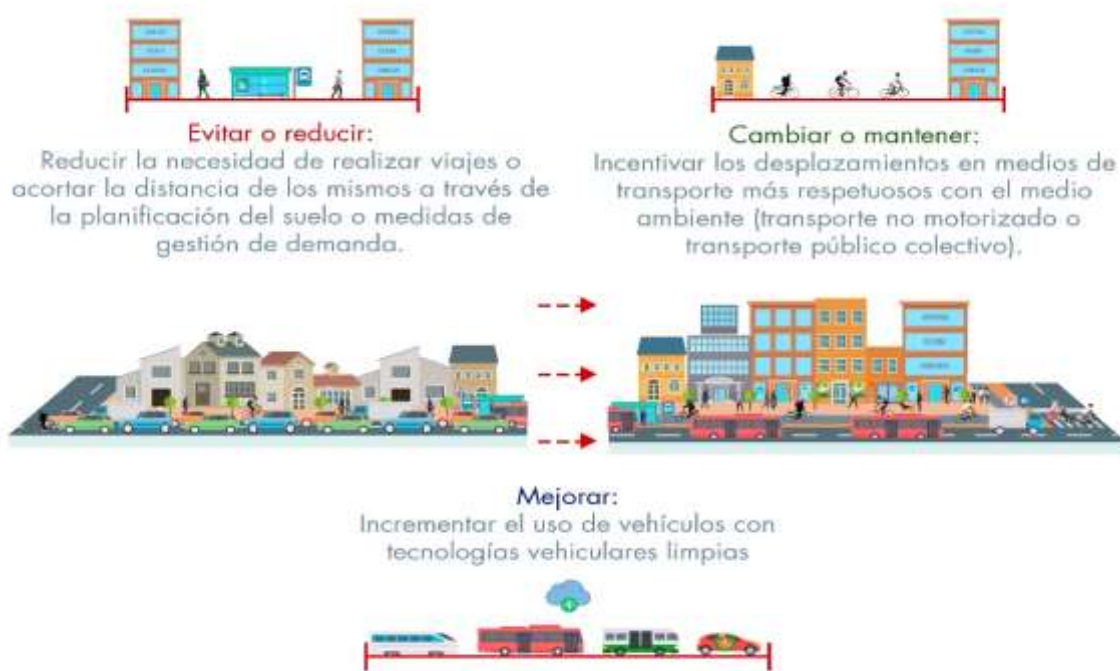 Evitar o reducir:
Reducir la necesidad de realizar viajes o
acortar la distancia de los mismos a través de
la planificación del suelo o medidas de
gestión de demanda.
Cambiar o mantener:
Incentivar los desplazamientos en medios de
transporte más respetuosos con el medio
ambiente (transporte no motorizado o
transporte público colectivo).
Mejorar:
Incrementar el uso de vehículos con
tecnologías vehiculares limpias